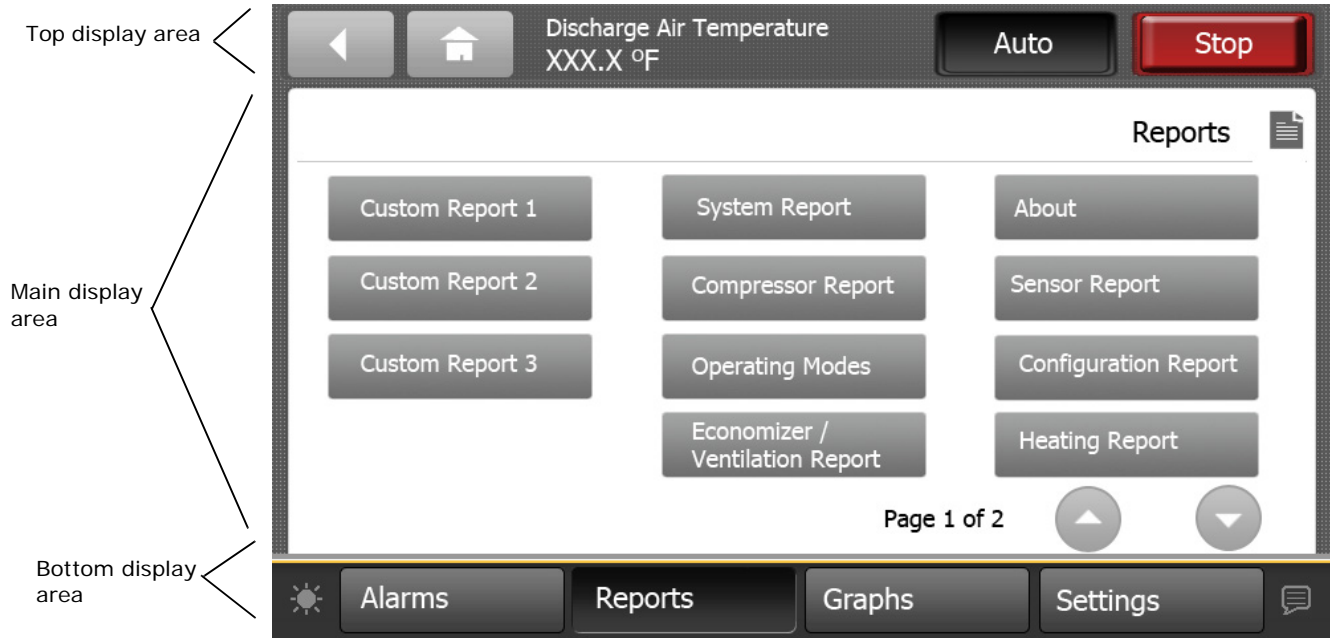 Top display area
Discharge Air Temperature
XXX.X °F
Auto
Stop
Reports
Main display
area
Custom Report 1
System Report
About
Custom Report 2
Compressor Report
Sensor Report
Custom Report 3
Operating Modes
Configuration Report
Economizer /
Ventilation Report
Heating Report
Page 1 of 2
Bottom display
area
Alarms
Reports
Graphs
Settings